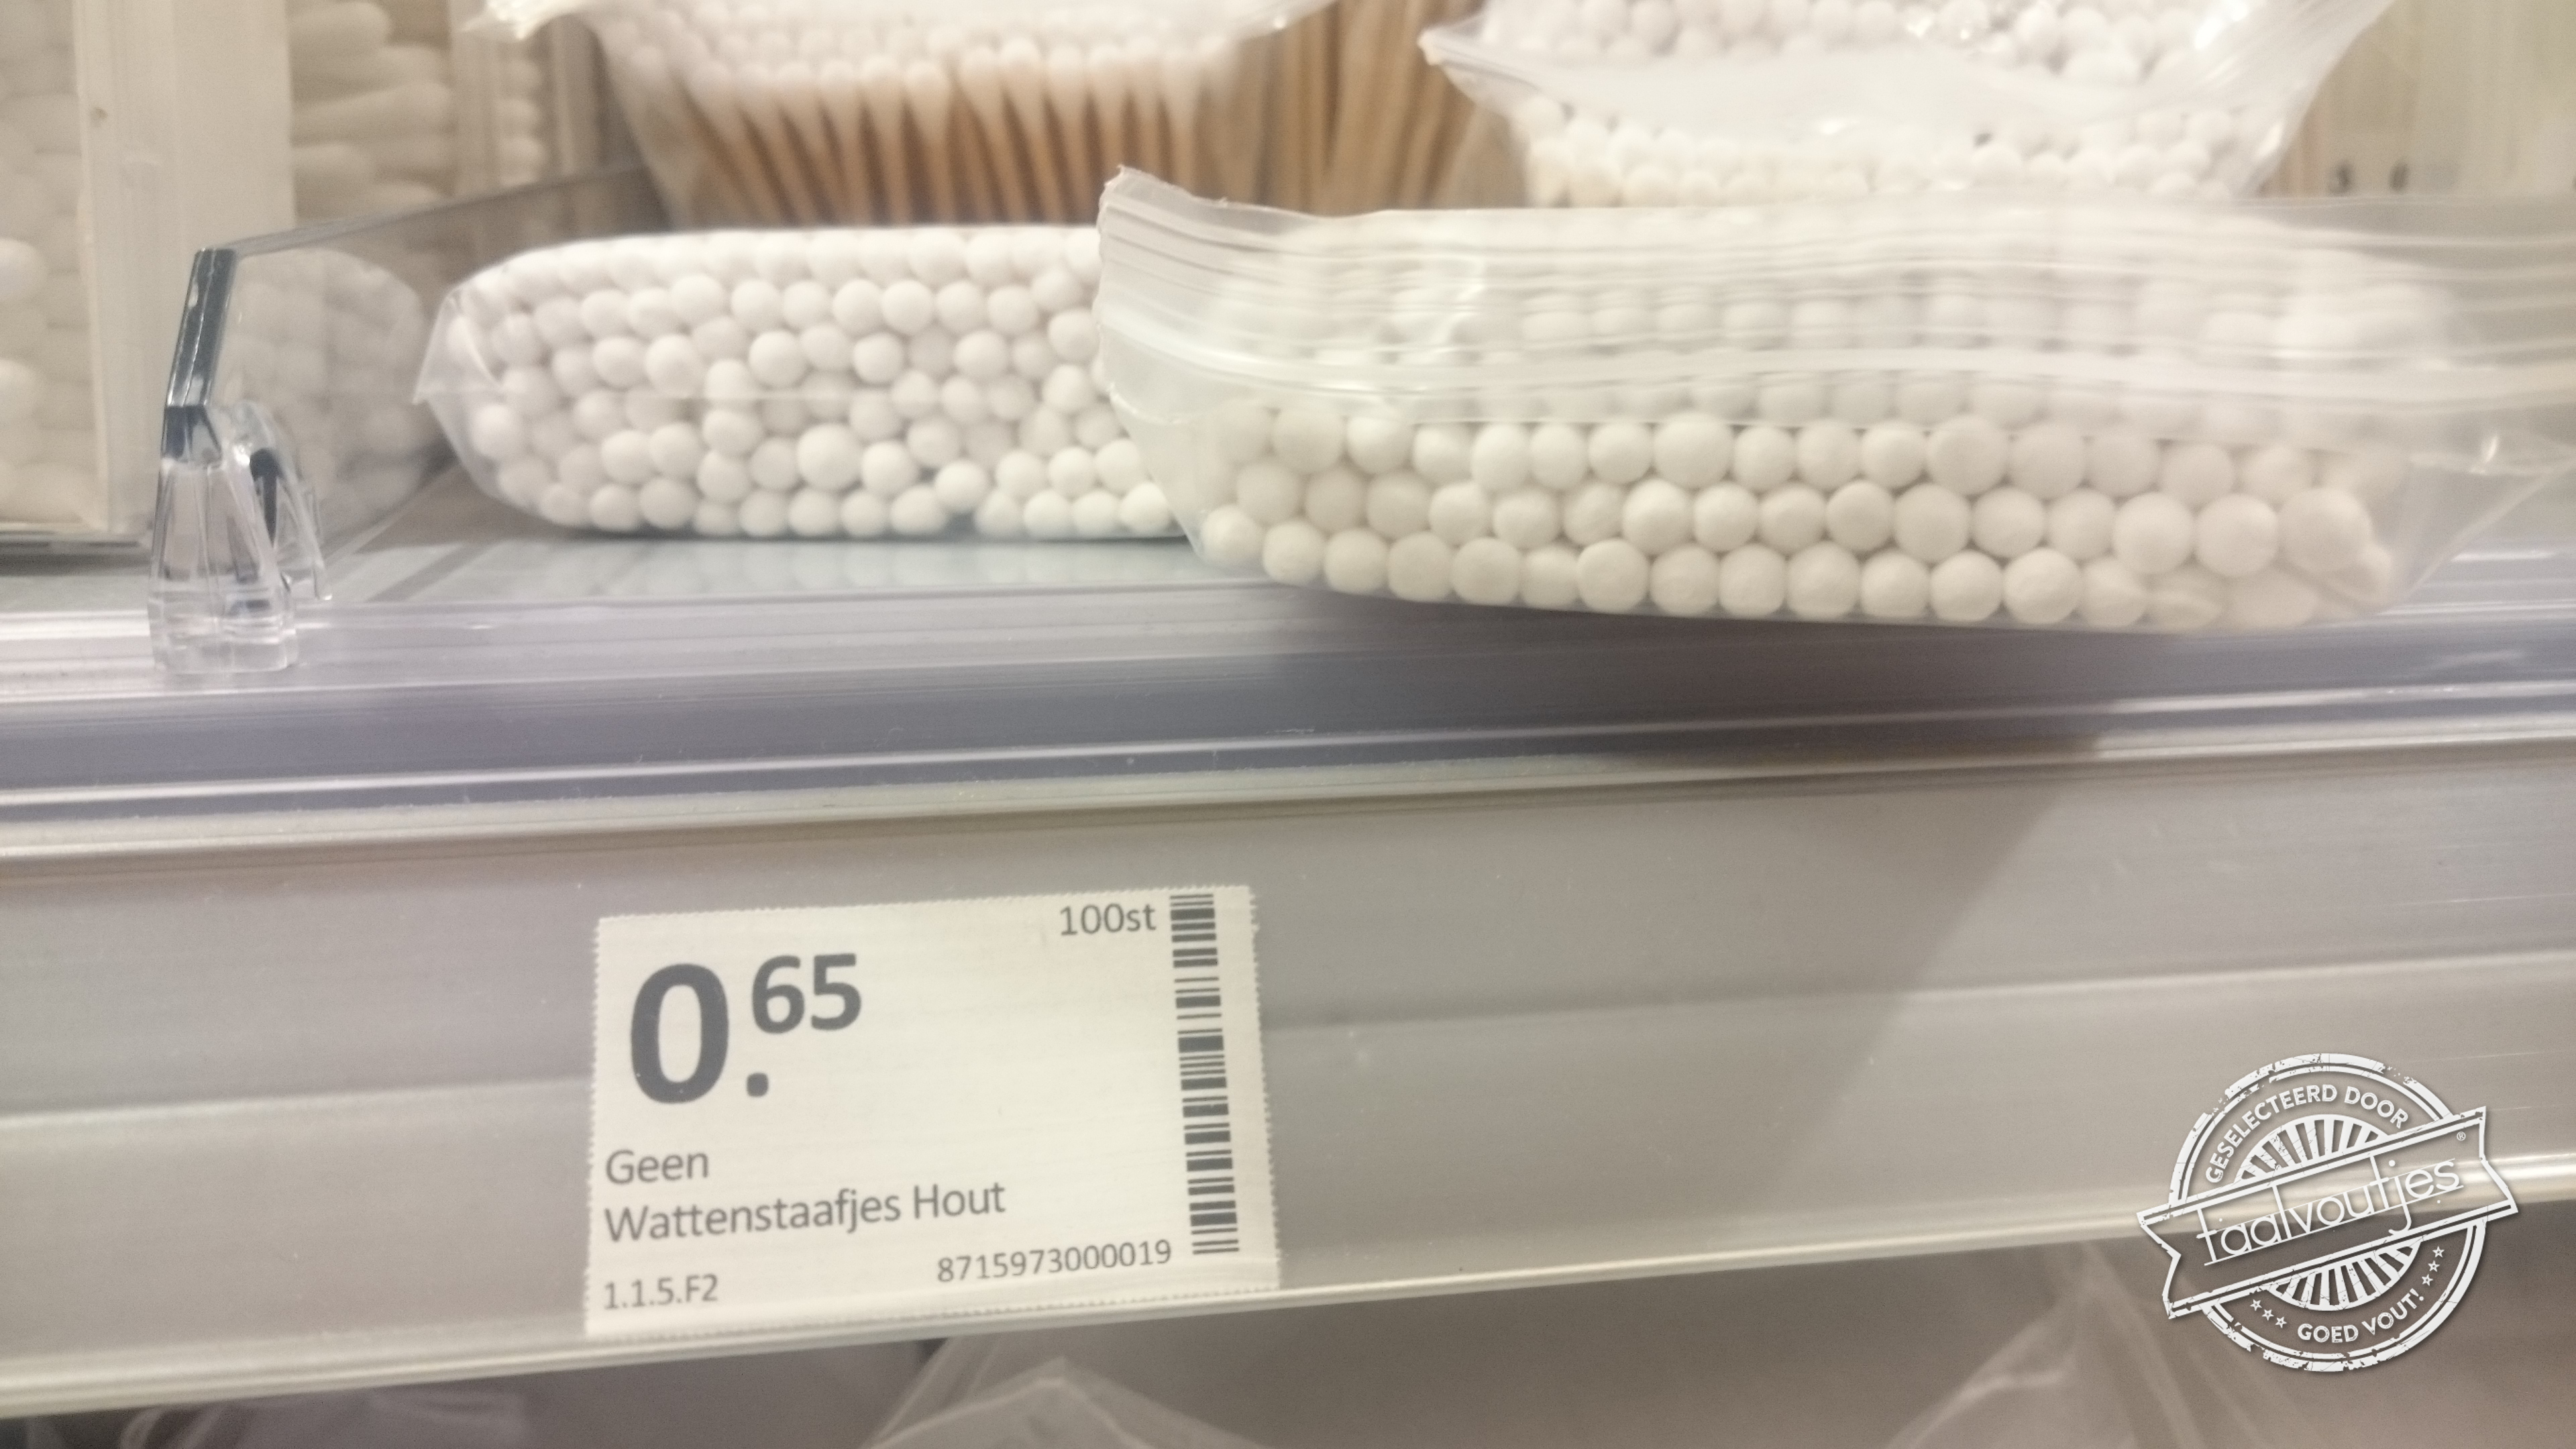 100st
0.65
Geen
Wattenstaafjes Hout
8715973000019
1.1.5.F2
GESELECTEERD DOOR
taalvoutjes®
GOED VOUT!